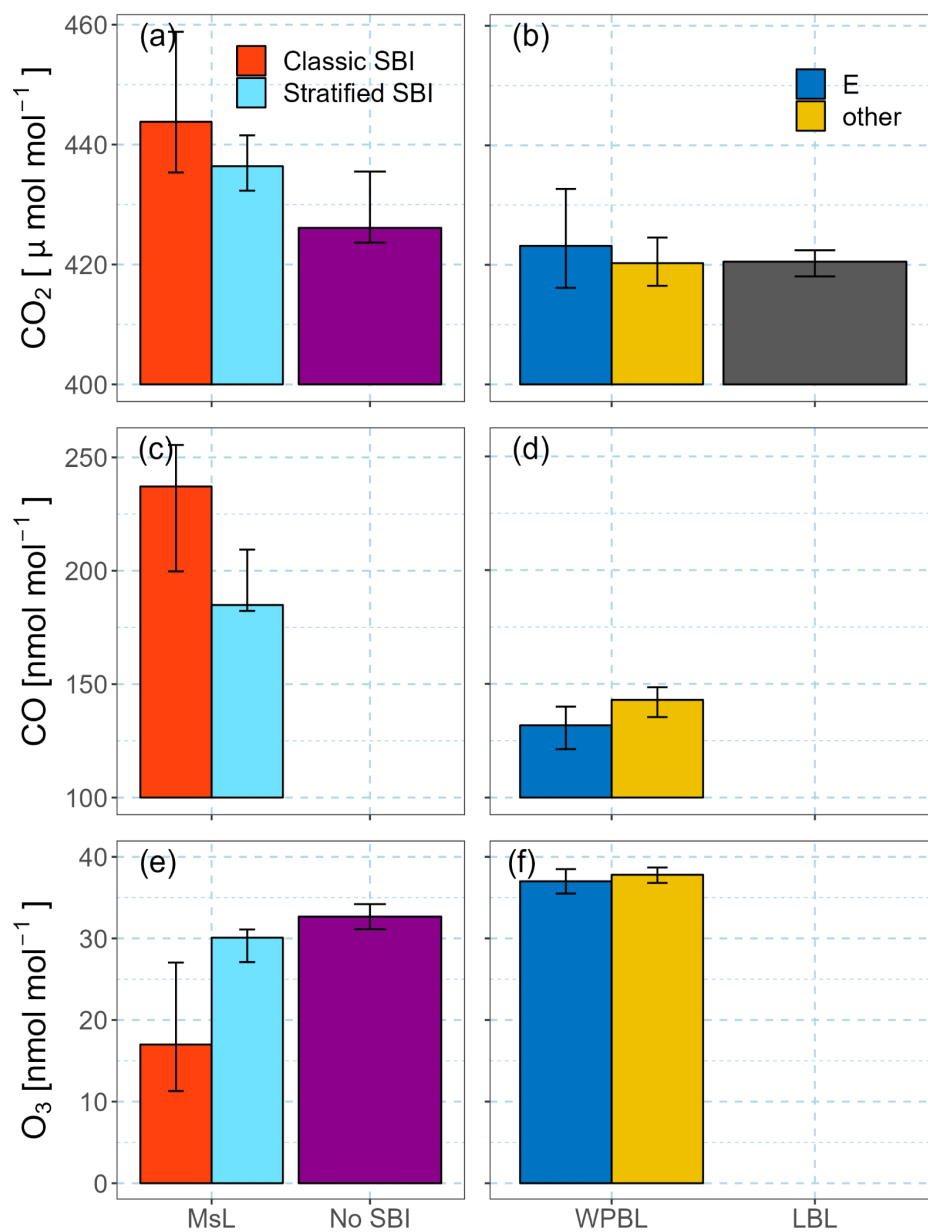 (a)
Classic SBI
Stratified SBI
(b)
E
other
CO₂ [ μ mol mol⁻¹ ]
460
440
420
400
(c)
(d)
CO [nmol mol⁻¹ ]
250
200
150
100
(e)
(f)
O₃ [nmol mol⁻¹ ]
40
30
20
10
0
MsL No SBI WPBL LBL